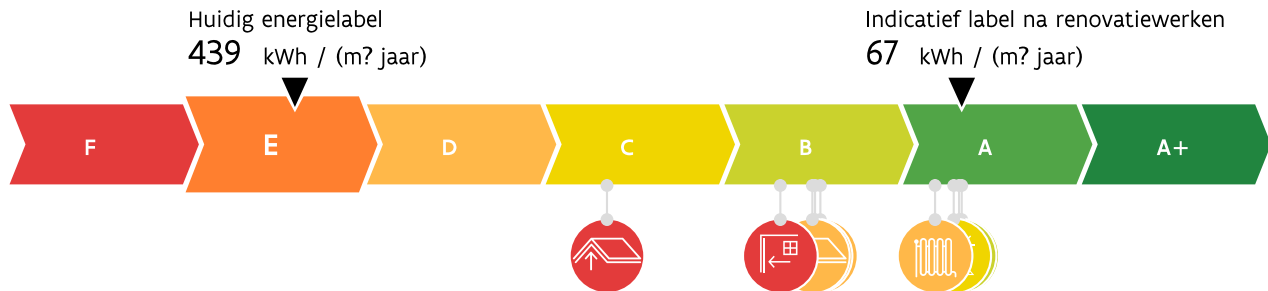 Huidig energielabel
439 kWh / (m? jaar)
Indicatief label na renovatiewerken
67 kWh / (m? jaar)
F E D C B A A+